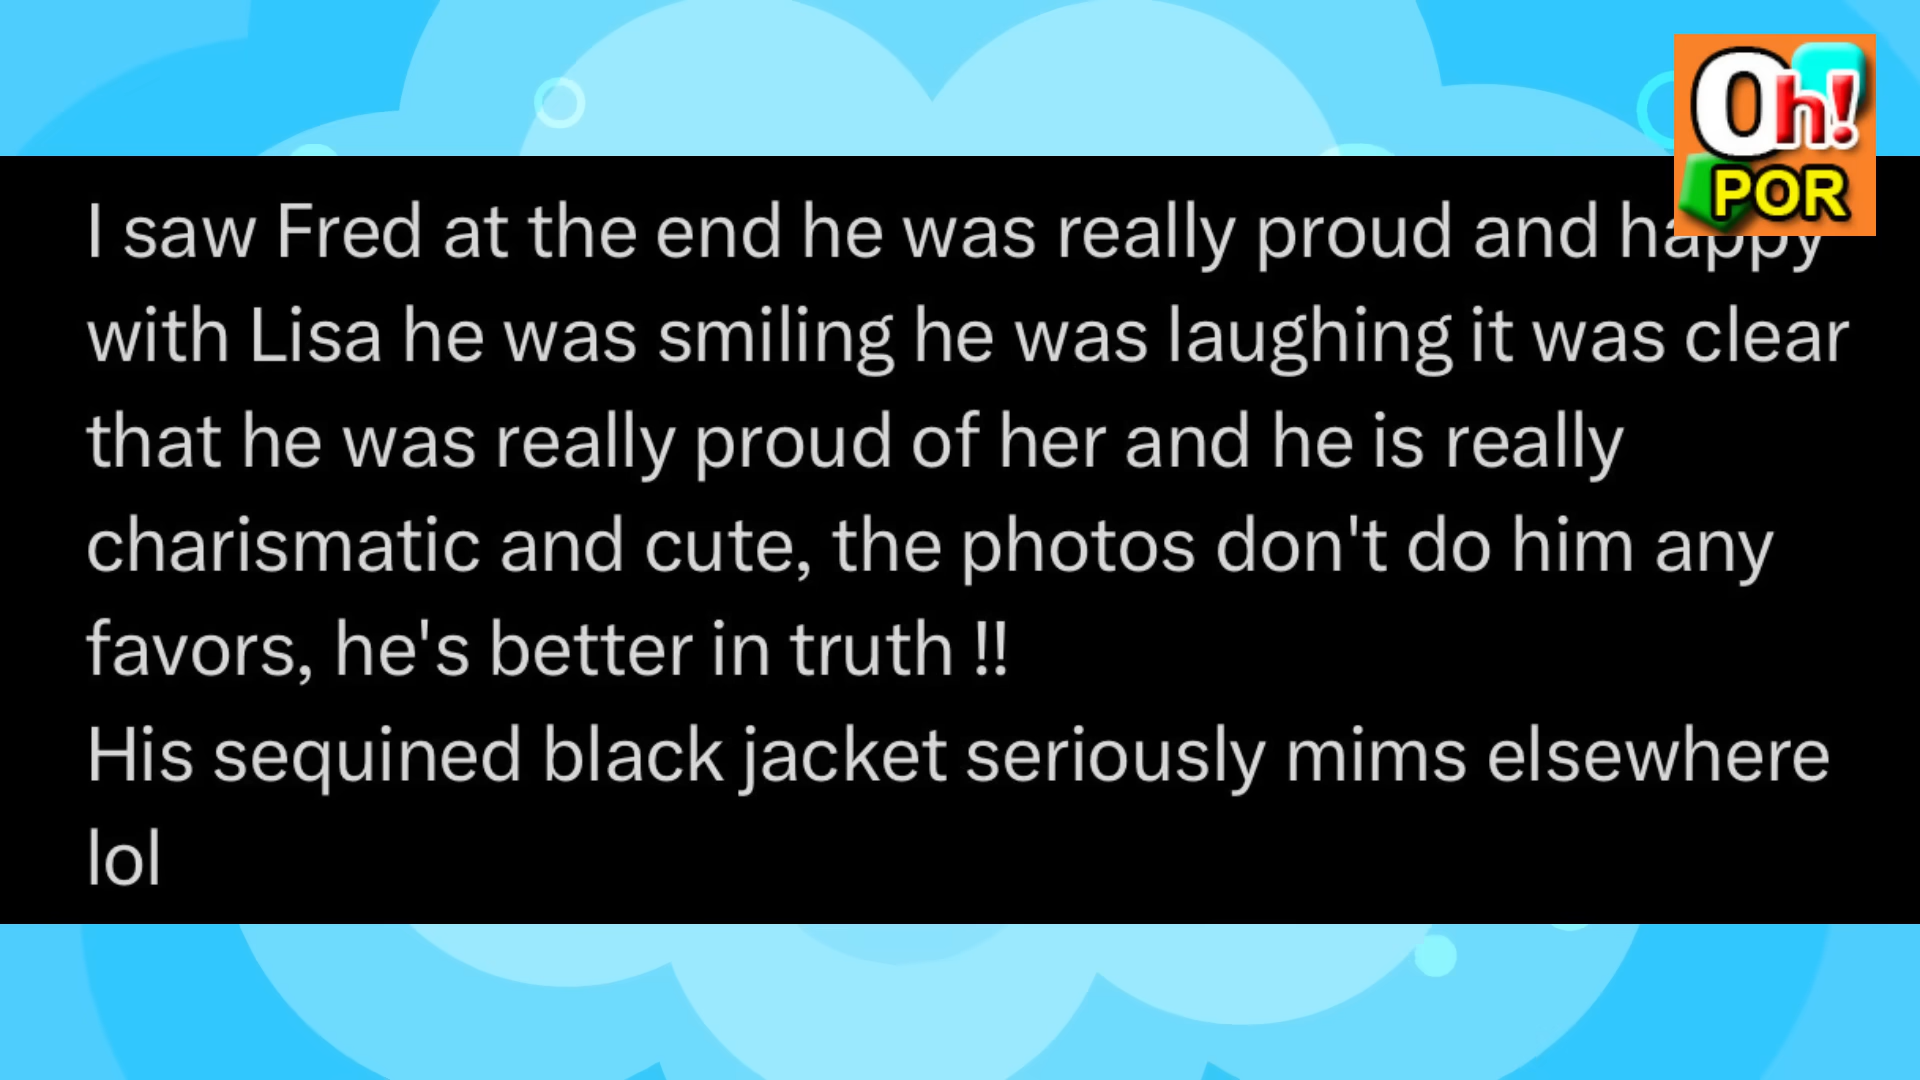 Oh!
POR
I saw Fred at the end he was really proud and happy
with Lisa he was smiling he was laughing it was clear
that he was really proud of her and he is really
charismatic and cute, the photos don't do him any
favors, he's better in truth !!
His sequined black jacket seriously mims elsewhere
lol